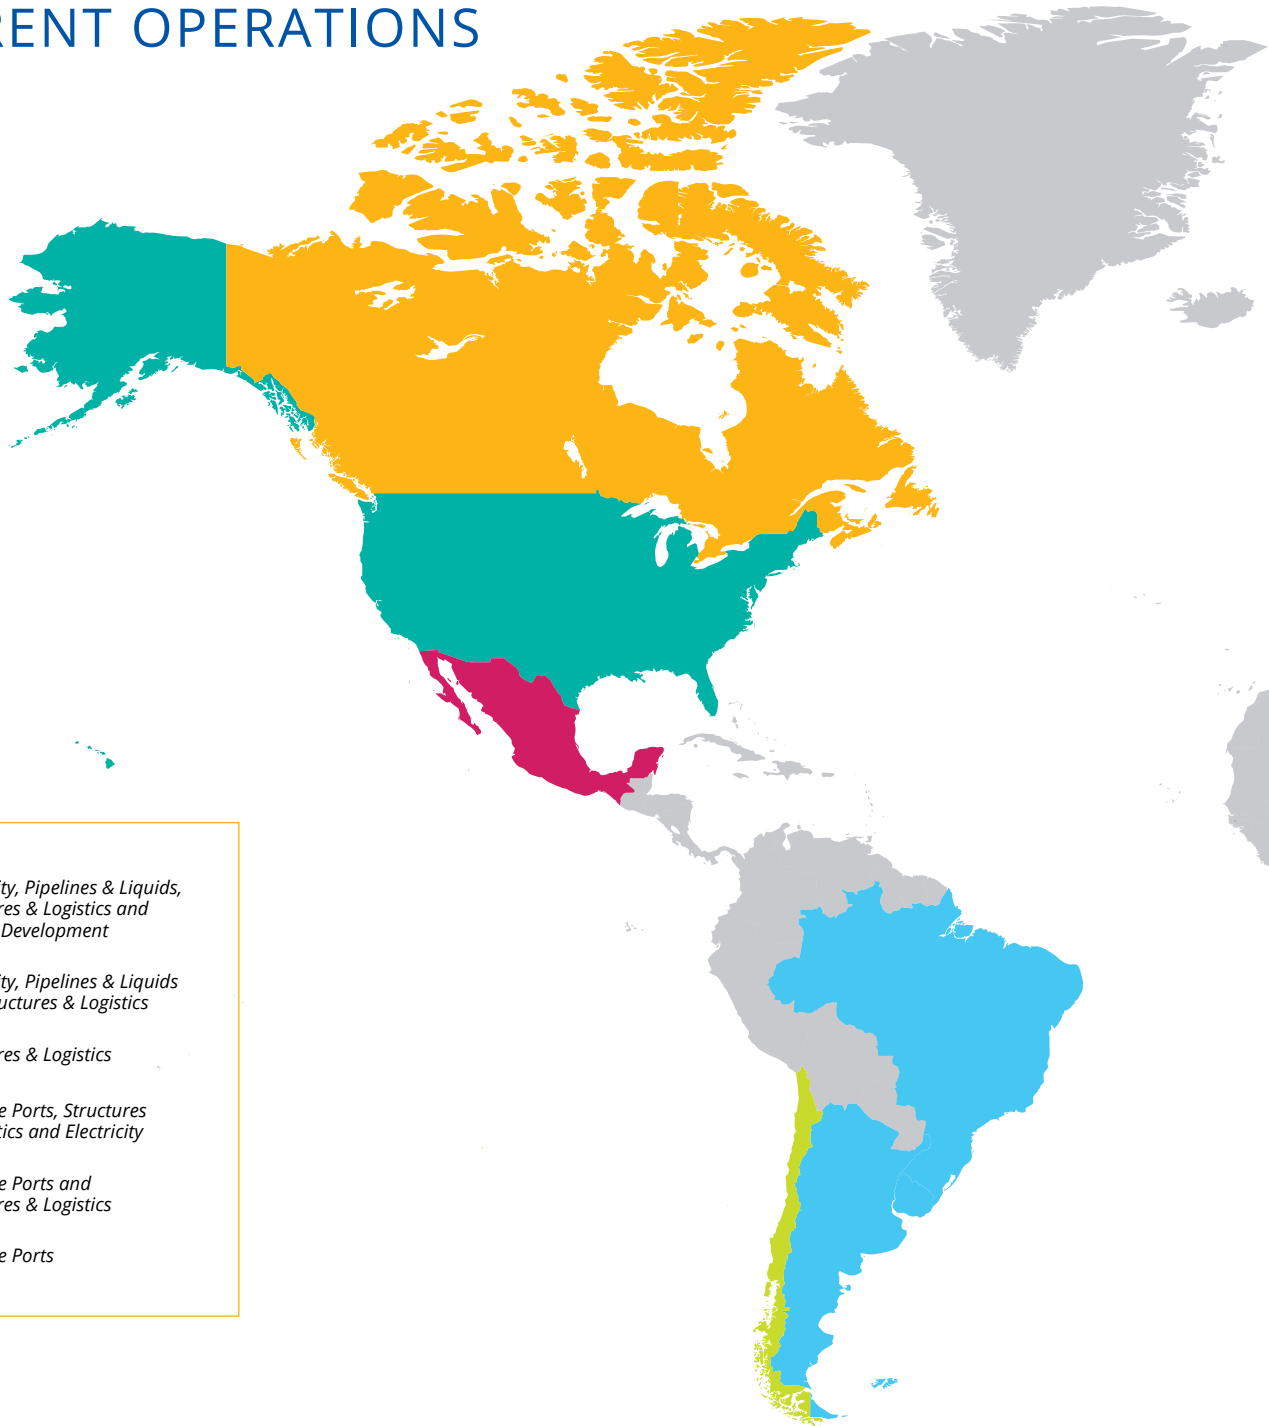 RENT OPERATIONS
ity, Pipelines & Liquids,
res & Logistics and
Development
ity, Pipelines & Liquids
uctures & Logistics
res & Logistics
e Ports, Structures
tics and Electricity
e Ports and
res & Logistics
e Ports